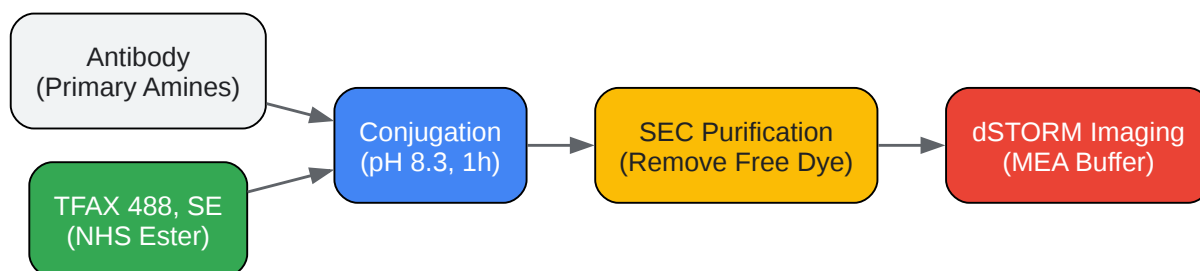 Antibody
(Primary Amines)
TFAX 488, SE
(NHS Ester)
Conjugation
(pH 8.3, 1h)
SEC Purification
(Remove Free Dye)
dSTORM Imaging
(MEA Buffer)